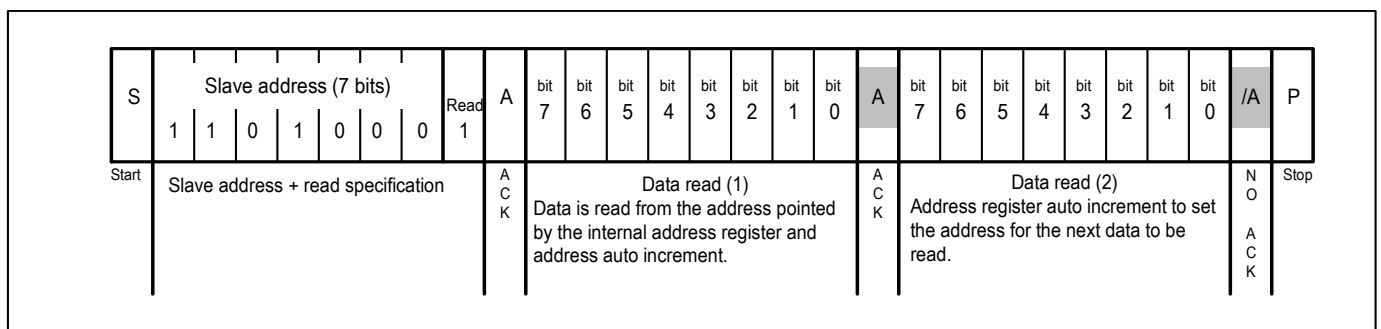 S
Slave address (7 bits)
1 1 0 1 0 0 0
Read
1
A
bit bit bit bit bit bit bit bit
7 6 5 4 3 2 1 0
A
bit bit bit bit bit bit bit bit
7 6 5 4 3 2 1 0
/A
P
Start
Slave address + read specification
A
C
K
Data read (1)
Data is read from the address pointed
by the internal address register and
address auto increment.
A
C
K
Data read (2)
Address register auto increment to set
the address for the next data to be
read.
N
O
A
C
K
Stop